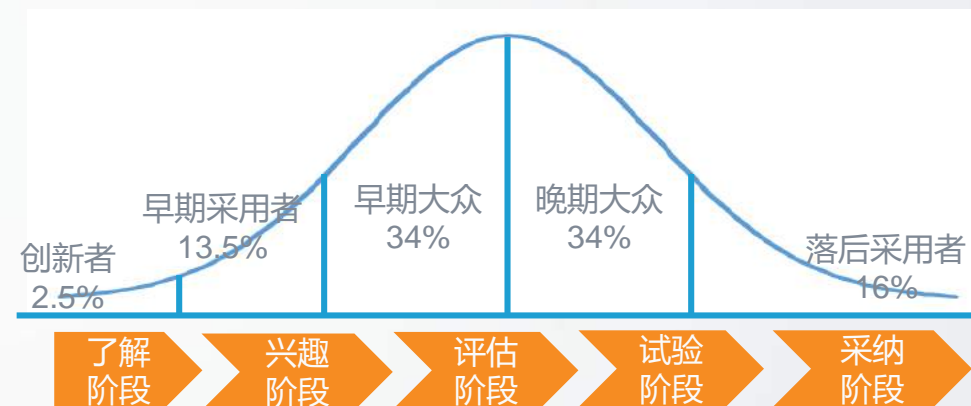 创新者
2.5%
早期采用者
13.5%
早期大众
34%
晚期大众
34%
落后采用者
16%
了解
阶段
兴趣
阶段
评估
阶段
试验
阶段
采纳
阶段